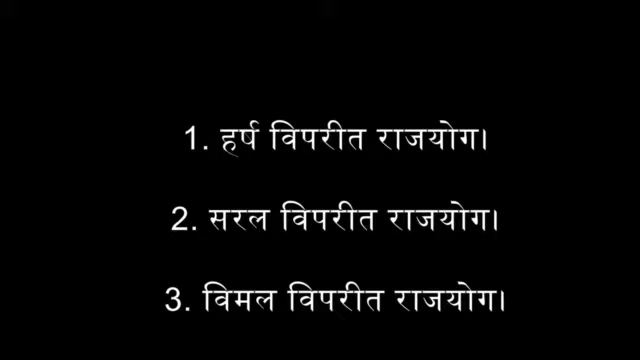 1. हर्ष विपरीत राजयोग।
2. सरल विपरीत राजयोग।
3. विमल विपरीत राजयोग।